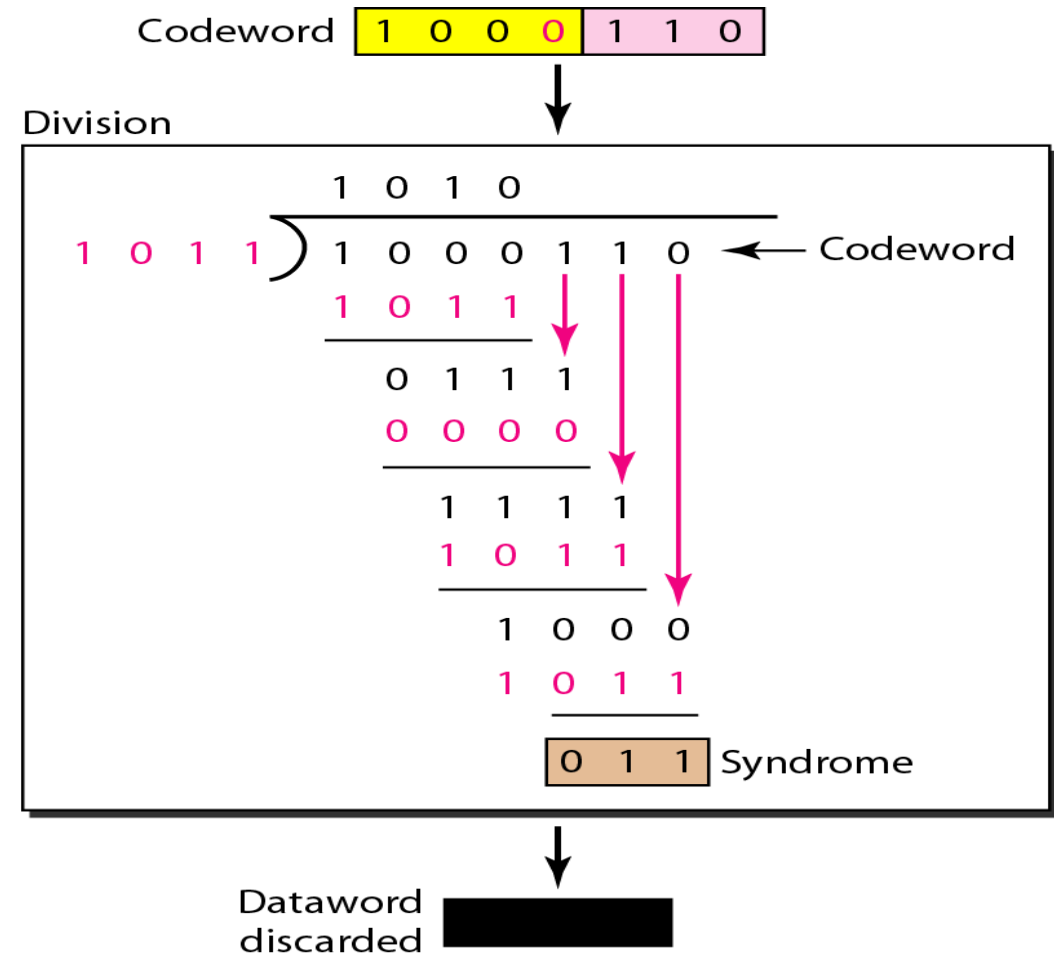 Codeword 1 0 0 0 1 1 0
Division
1 0 1 0
1 0 1 1 1 0 0 0 1 1 0 Codeword
1 0 1 1
0 1 1 1
0 0 0 0
1 1 1 1
1 0 1 1
1 0 0 0
1 0 1 1
0 1 1 Syndrome
Dataword
discarded